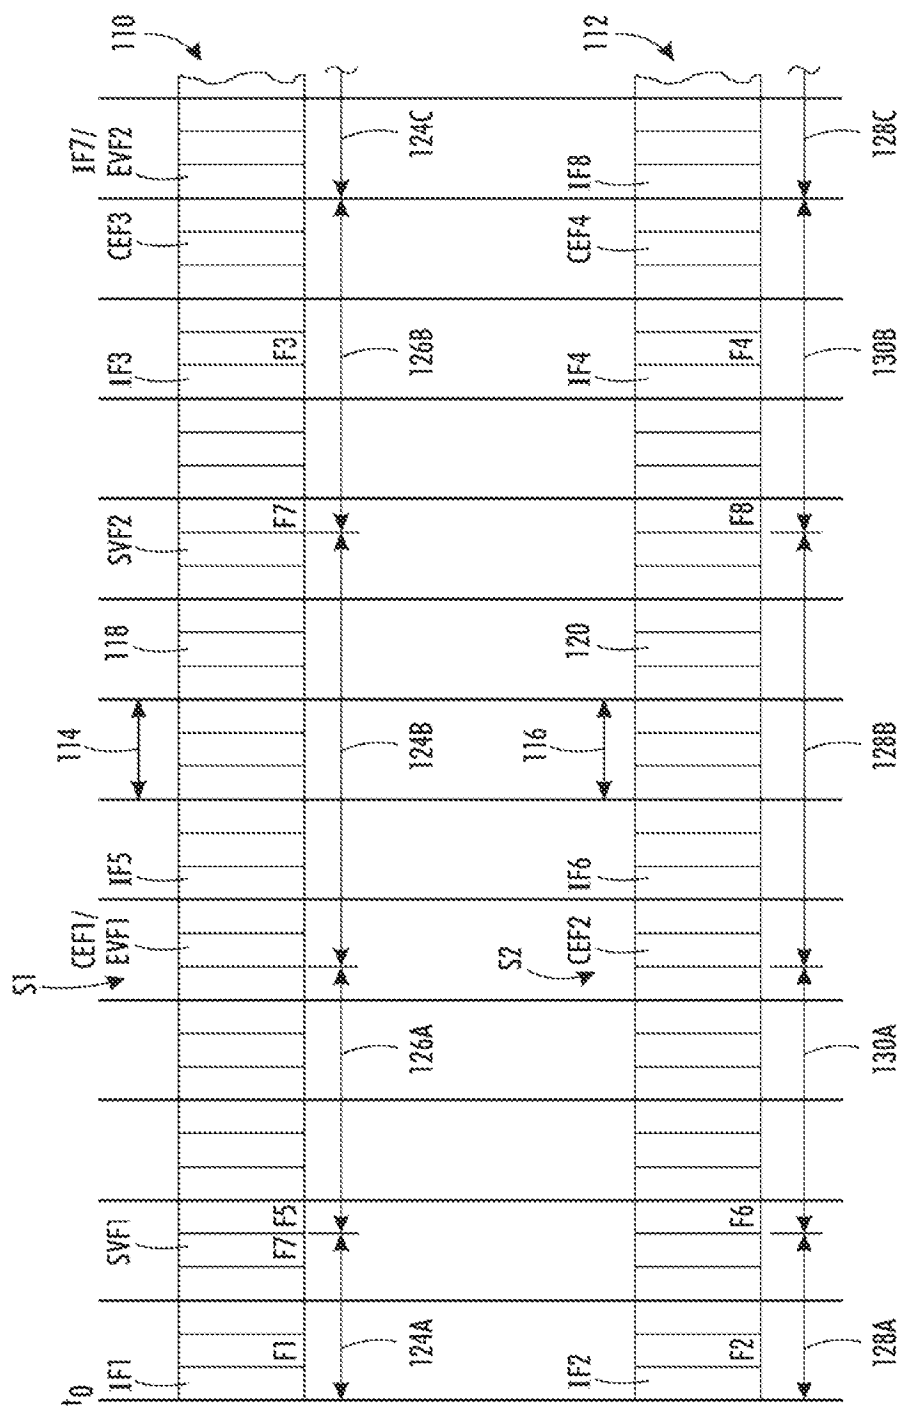 t0
IF1
SVF1
S1
CEF1/
EVF1
IF5
114
118
SVF2
IF3
CEF3
IF7/
EVF2
110
F1
F7
F5
F7
F3
124A
126A
124B
126B
124C
IF2
S2
CEF2
IF6
116
120
IF4
CEF4
IF8
112
F2
F6
F8
F4
128A
130A
128B
130B
128C